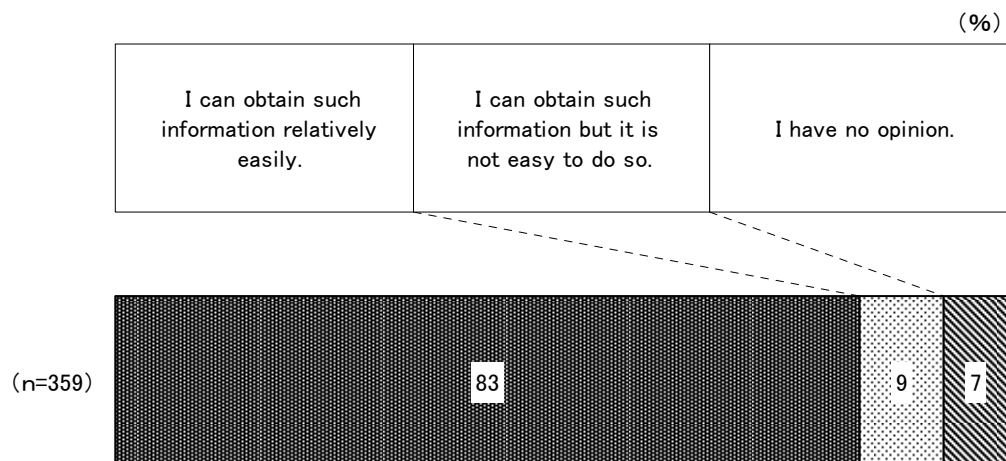 (%)
I can obtain such
information relatively
easily.
I can obtain such
information but it is
not easy to do so.
I have no opinion.
(n=359)
83
9
7